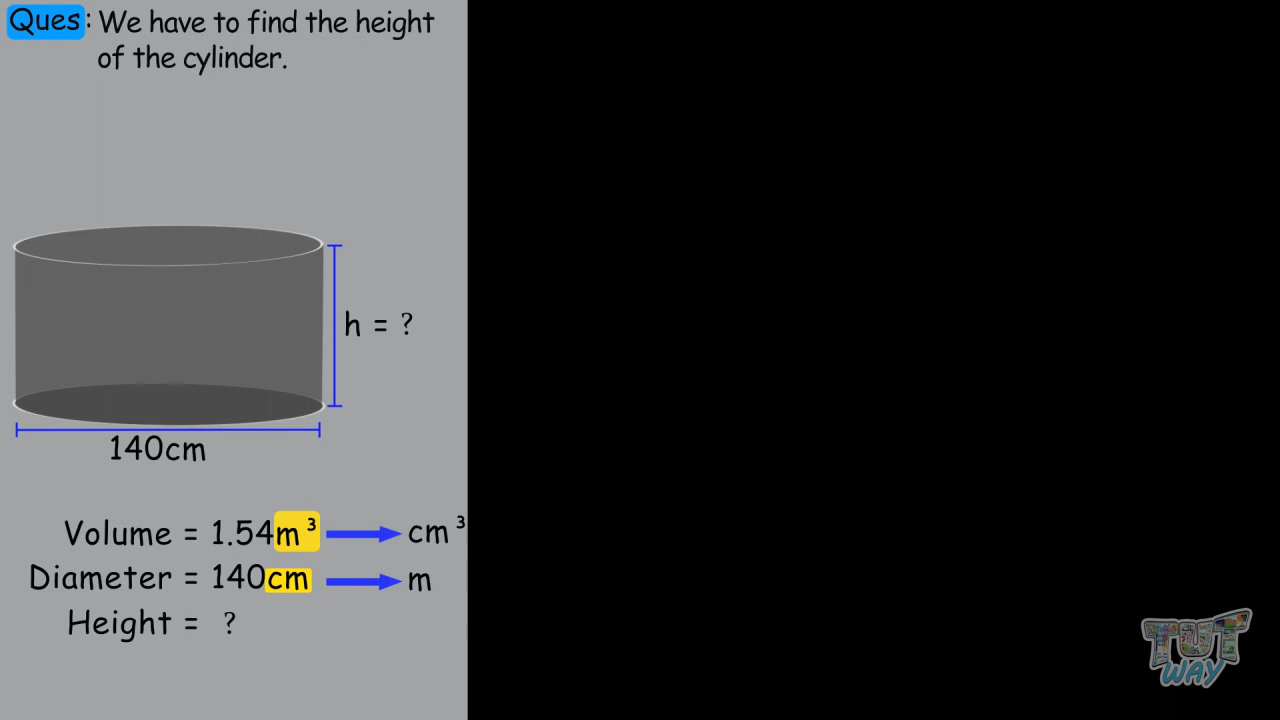 Ques : We have to find the height
of the cylinder.
h = ?
140cm
Volume = 1.54m³ → cm³
Diameter = 140cm → m
Height = ?
TUT
WAY